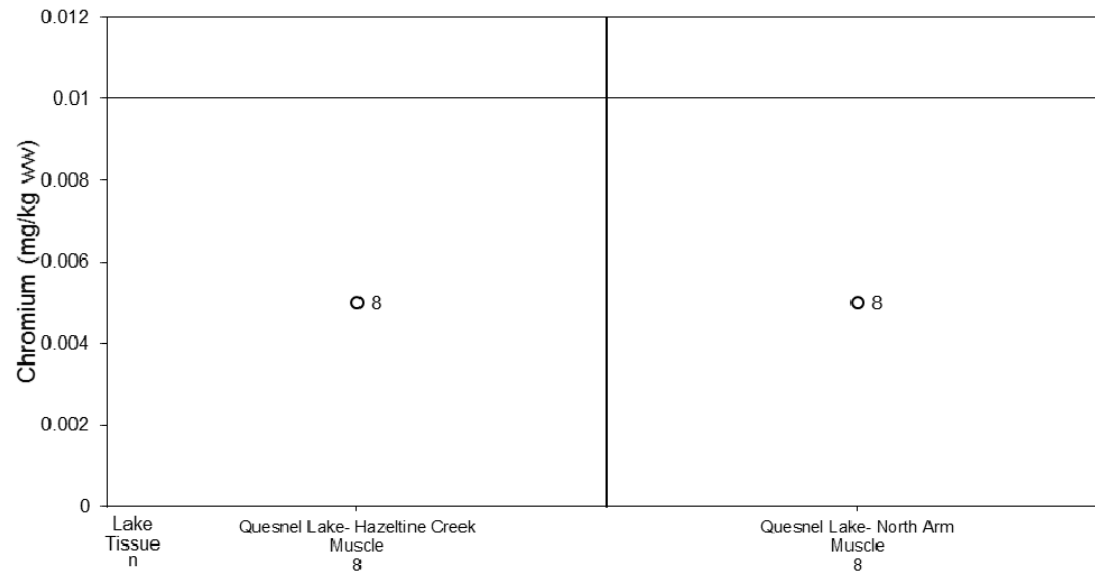 0.012
0.01
0.008
0.006
0.004
0.002
0
Chromium (mg/kg ww)
8
8
Lake
Tissue
n
Quesnel Lake- Hazeltine Creek
Muscle
8
Quesnel Lake- North Arm
Muscle
8